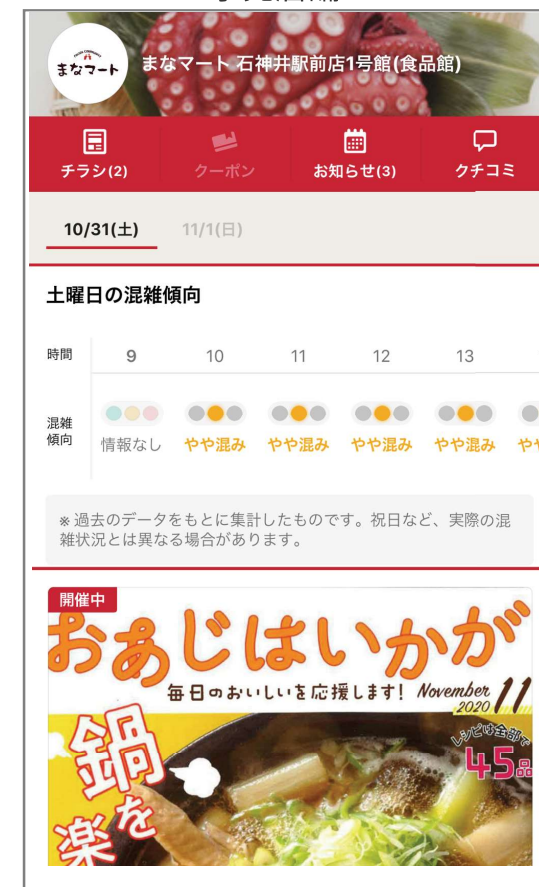 まなマート
まなマート 石神井駅前店1号館(食品館)
チラシ(2)
クーポン
お知らせ(3)
クチコミ
10/31(土)
11/1(日)
土曜日の混雑傾向
時間 9 10 11 12 13
混雑
傾向
情報なし やや混み やや混み やや混み やや混み
※過去のデータをもとに集計したものです。祝日など、実際の混
雑状況とは異なる場合があります。
開催中
おあじはいかが
毎日のおいしいを応援します! November 11
2020
レシピは全部で
45品
鍋を
楽